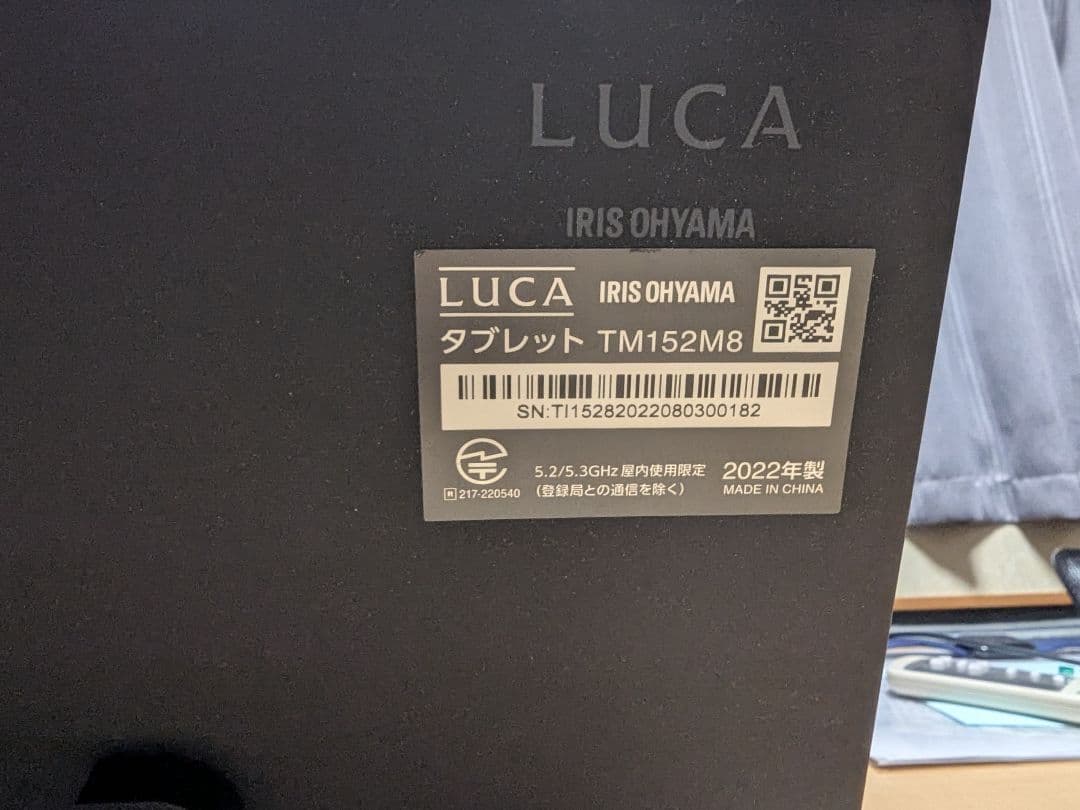 LUCA
IRIS OHYAMA
LUCA IRIS OHYAMA
タブレット TM152M8
SN:TI15282022080300182
R 217-220540
5.2/5.3GHz 屋内使用限定
(登録局との通信を除く)
2022年製
MADE IN CHINA